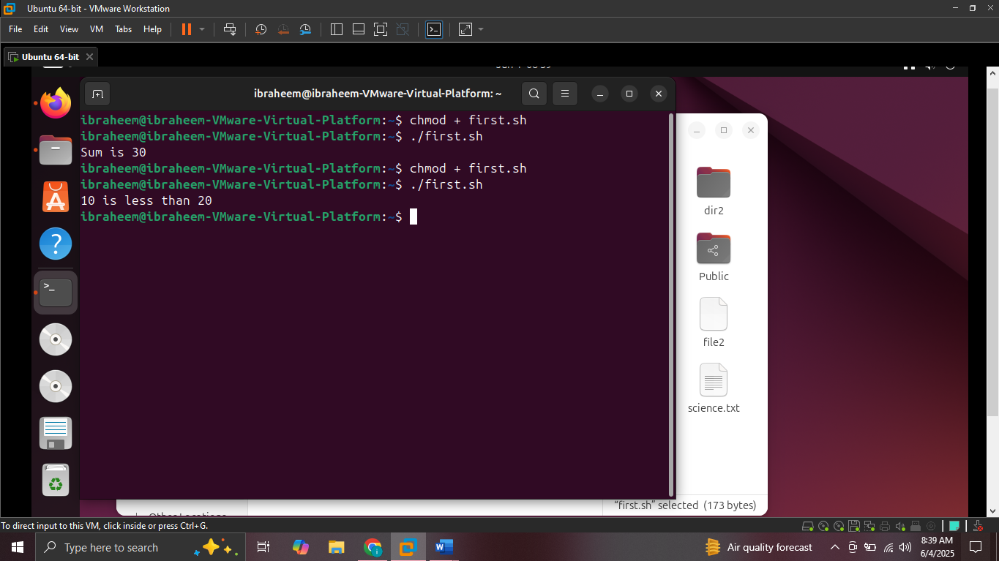 Ubuntu 64-bit - VMware Workstation
File Edit View VM Tabs Help
Ubuntu 64-bit
ibraheem@ibraheem-VMware-Virtual-Platform: ~
ibraheem@ibraheem-VMware-Virtual-Platform:~$ chmod + first.sh
ibraheem@ibraheem-VMware-Virtual-Platform:~$ ./first.sh
Sum is 30
ibraheem@ibraheem-VMware-Virtual-Platform:~$ chmod + first.sh
ibraheem@ibraheem-VMware-Virtual-Platform:~$ ./first.sh
10 is less than 20
ibraheem@ibraheem-VMware-Virtual-Platform:~$
dir2
Public
file2
science.txt
"first.sh" selected (173 bytes)
Other Locations
To direct input to this VM, click inside or press Ctrl+G.
Type here to search
Air quality forecast
8:39 AM
6/4/2025